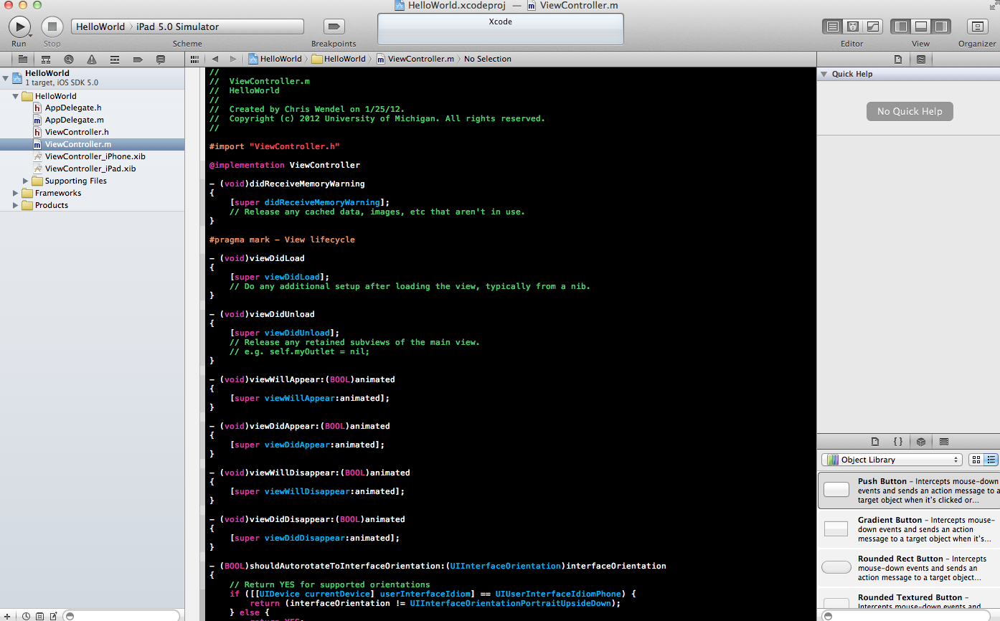 HelloWorld.xcodeproj — ViewController.m
HelloWorld › iPad 5.0 Simulator
Xcode
Run Stop Scheme Breakpoints Editor View Organizer
HelloWorld › HelloWorld › ViewController.m › No Selection
HelloWorld
1 target, iOS SDK 5.0
HelloWorld
AppDelegate.h
AppDelegate.m
ViewController.h
ViewController.m
ViewController_iPhone.xib
ViewController_iPad.xib
Supporting Files
Frameworks
Products
//
//  ViewController.m
//  HelloWorld
//
//  Created by Chris Wendel on 1/25/12.
//  Copyright (c) 2012 University of Michigan. All rights reserved.
//
#import "ViewController.h"
@implementation ViewController
- (void)didReceiveMemoryWarning
{
    [super didReceiveMemoryWarning];
    // Release any cached data, images, etc that aren't in use.
}
#pragma mark - View lifecycle
- (void)viewDidLoad
{
    [super viewDidLoad];
    // Do any additional setup after loading the view, typically from a nib.
}
- (void)viewDidUnload
{
    [super viewDidUnload];
    // Release any retained subviews of the main view.
    // e.g. self.myOutlet = nil;
}
- (void)viewWillAppear:(BOOL)animated
{
    [super viewWillAppear:animated];
}
- (void)viewDidAppear:(BOOL)animated
{
    [super viewDidAppear:animated];
}
- (void)viewWillDisappear:(BOOL)animated
{
    [super viewWillDisappear:animated];
}
- (void)viewDidDisappear:(BOOL)animated
{
    [super viewDidDisappear:animated];
}
- (BOOL)shouldAutorotateToInterfaceOrientation:(UIInterfaceOrientation)interfaceOrientation
{
    // Return YES for supported orientations
    if ([[UIDevice currentDevice] userInterfaceIdiom] == UIUserInterfaceIdiomPhone) {
        return (interfaceOrientation != UIInterfaceOrientationPortraitUpsideDown);
    } else {
        return YES;
Quick Help
No Quick Help
{ }
Object Library
Push Button – Intercepts mouse-down
events and sends an action message to a
target object when it's clicked or...
Gradient Button – Intercepts mouse-
down events and sends an action
message to a target object when it's...
Rounded Rect Button – Intercepts
mouse-down events and sends an
action message to a target object...
Rounded Textured Button –
Intercepts mouse-down events and